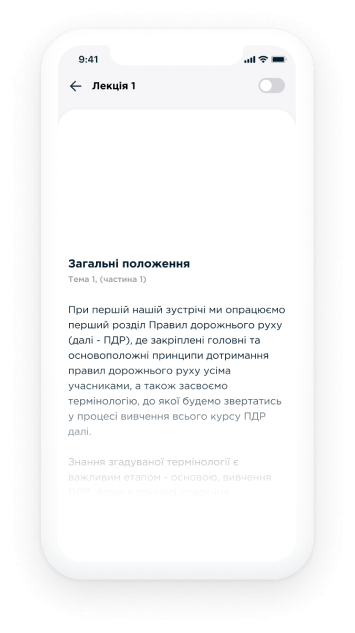 9:41
Лекція 1
Загальні положення
Тема 1, (частина 1)
При першій нашій зустрічі ми опрацюємо
перший розділ Правил дорожнього руху
(далі - ПДР), де закріплені головні та
основоположні принципи дотримання
правил дорожнього руху усіма
учасниками, а також засвоємо
термінологію, до якої будемо звертатись
у процесі вивчення всього курсу ПДР
далі.
Знання згадуваної термінології є
важливим етапом - основою, вивчення